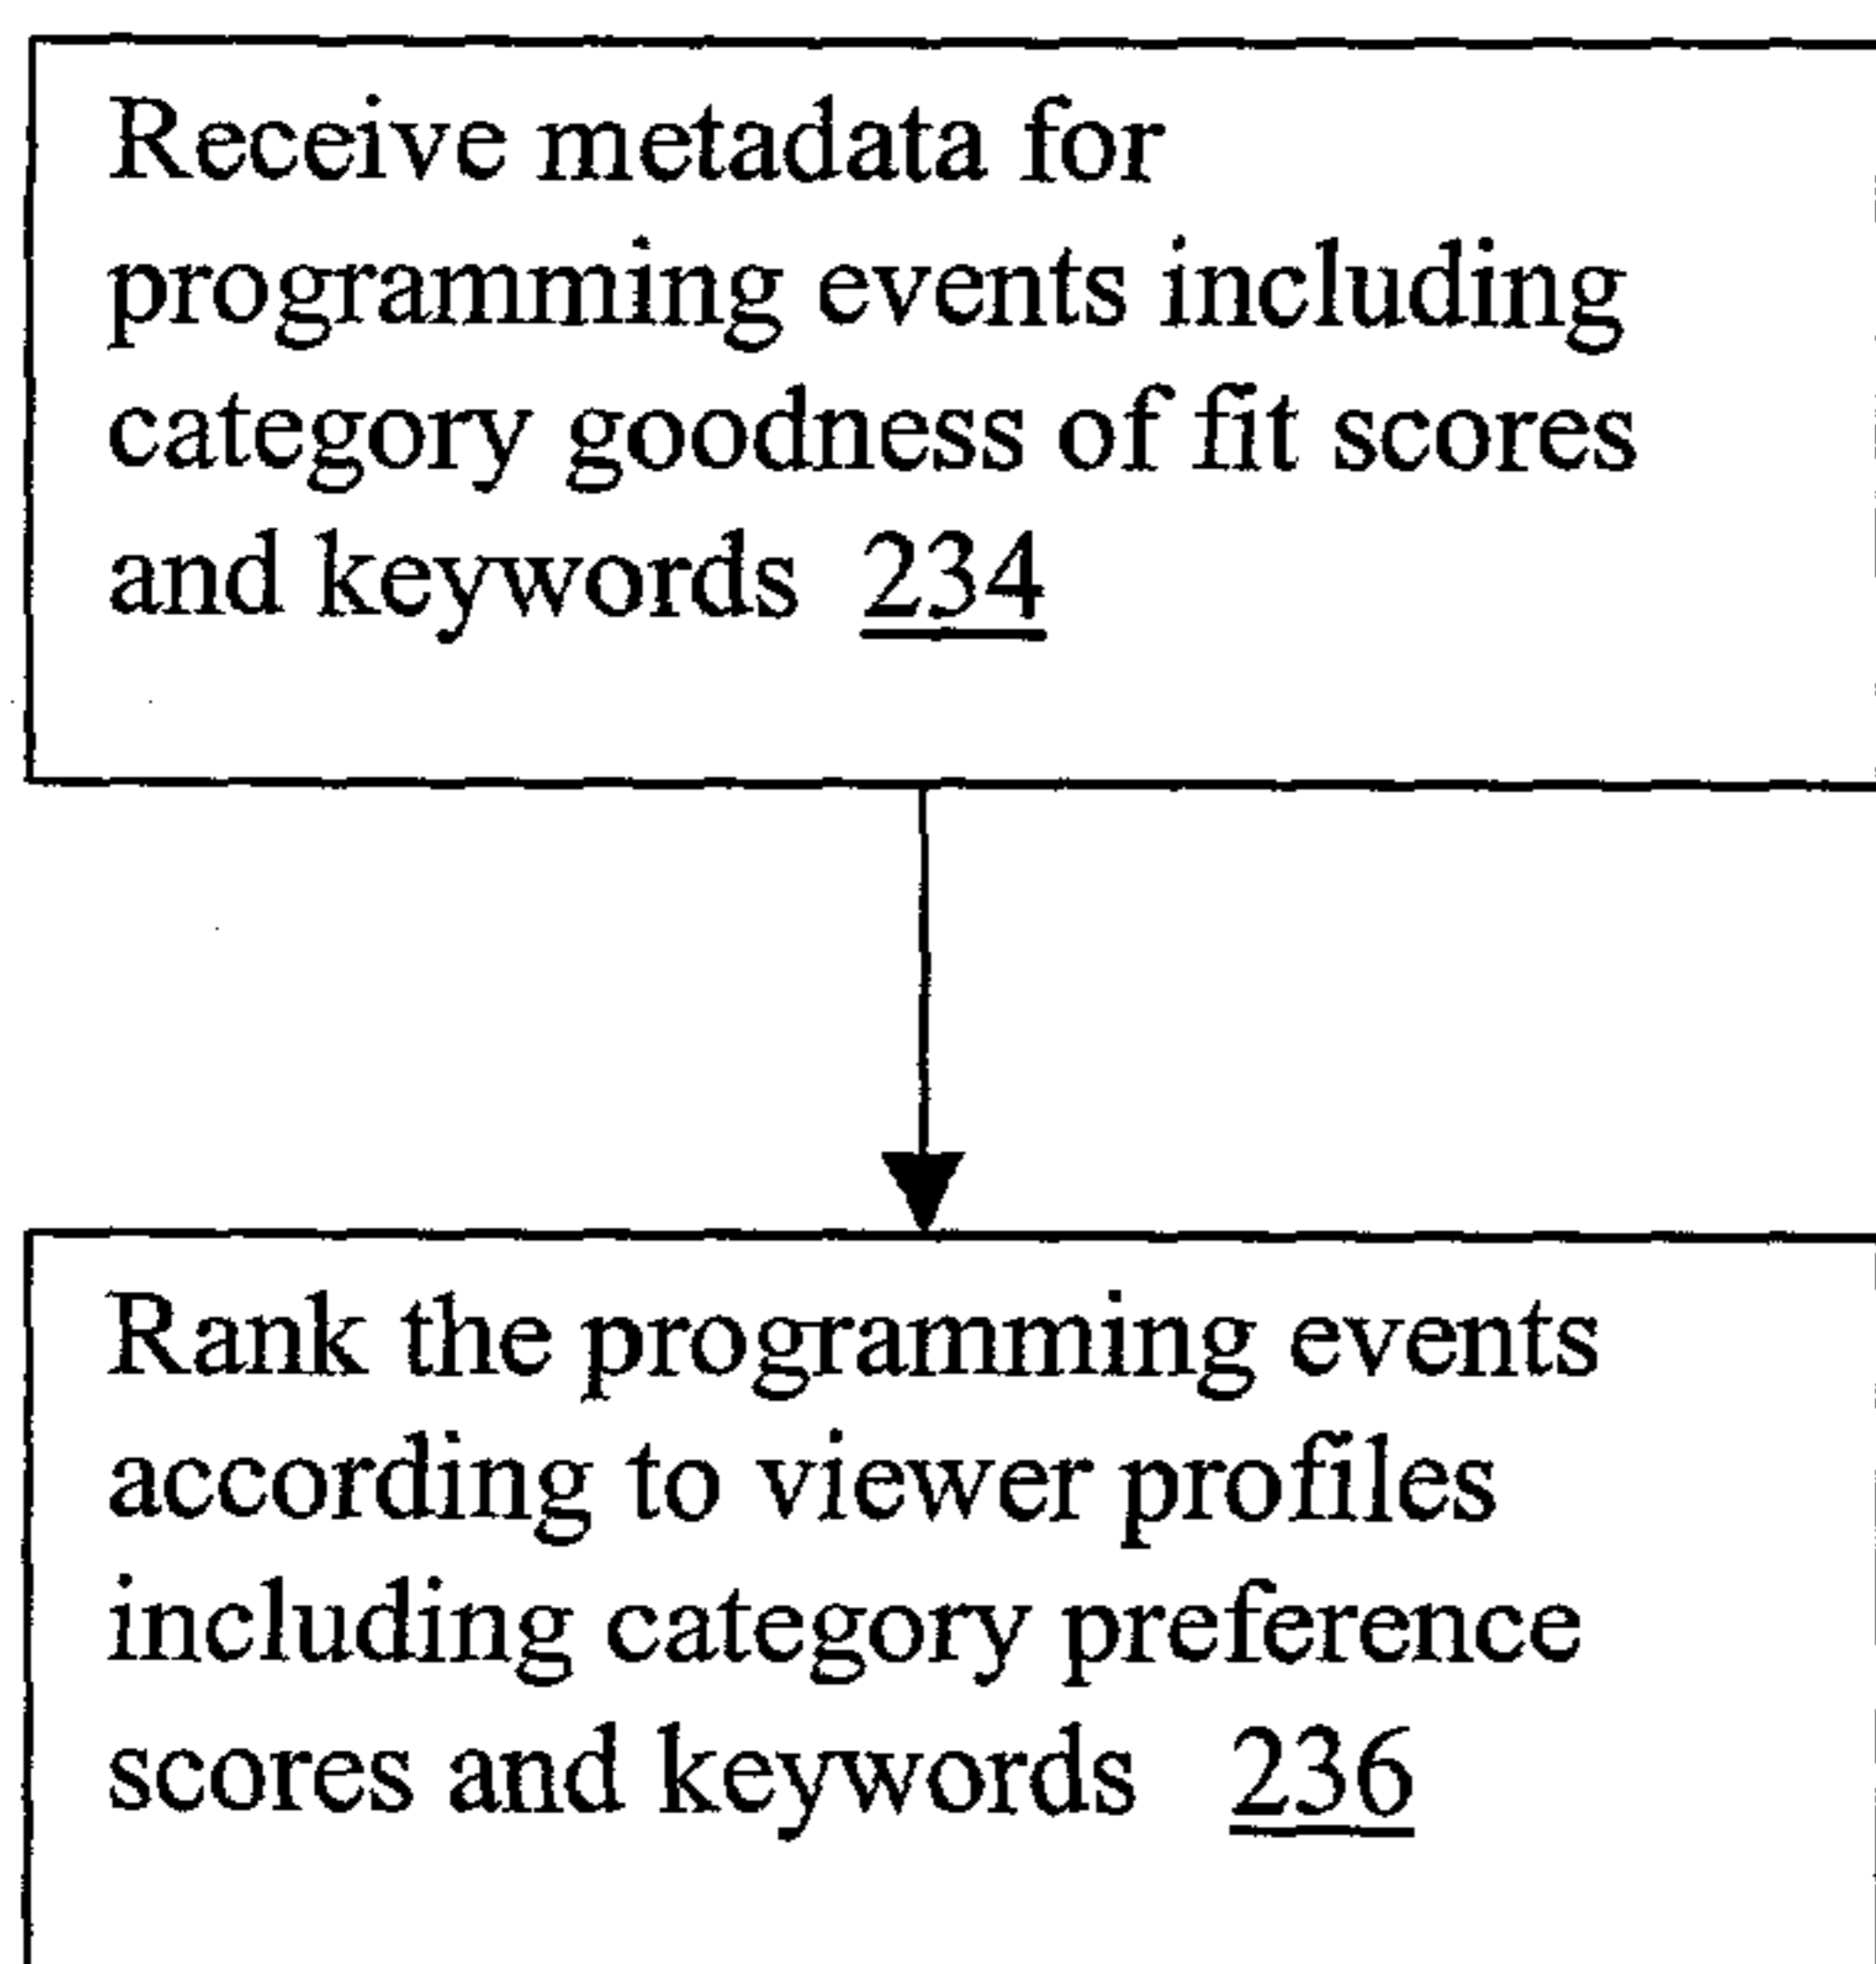 Receive metadata for
programming events including
category goodness of fit scores
and keywords 234
Rank the programming events
according to viewer profiles
including category preference
scores and keywords 236